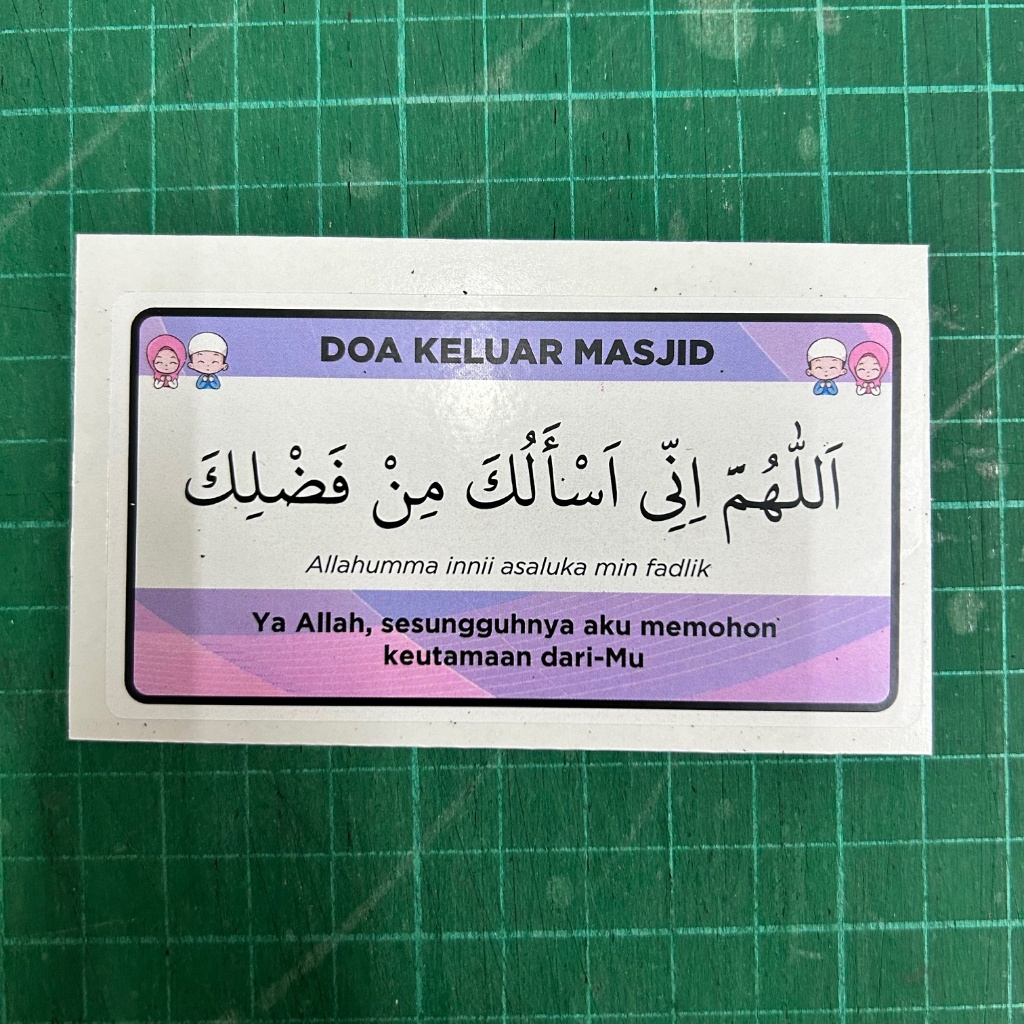 DOA KELUAR MASJID
اَللّٰهُمّ اِنِّى اَسْأَلُكَ مِنْ فَضْلِكَ
Allahumma innii asaluka min fadlik
Ya Allah, sesungguhnya aku memohon
keutamaan dari-Mu